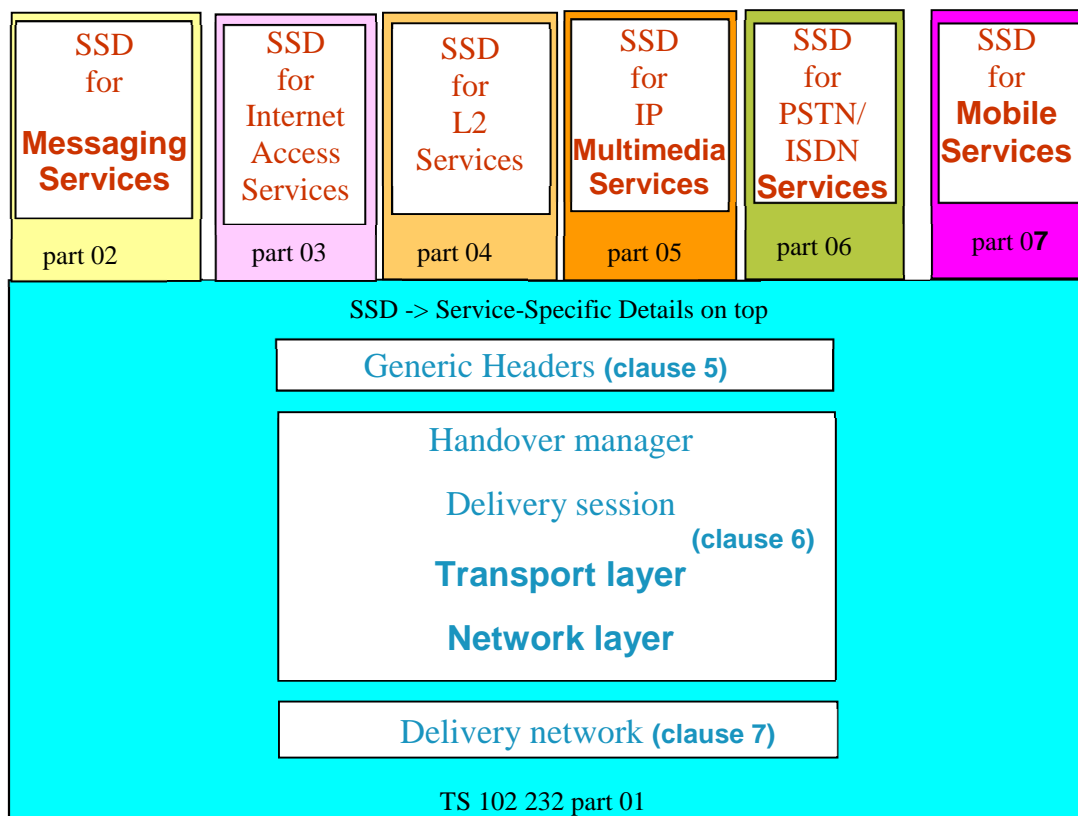 SSD
for
Messaging
Services
part 02
SSD
for
Internet
Access
Services
part 03
SSD
for
L2
Services
part 04
SSD
for
IP
Multimedia
Services
part 05
SSD
for
PSTN/
ISDN
Services
part 06
SSD
for
Mobile
Services
part 07
SSD -> Service-Specific Details on top
Generic Headers (clause 5)
Handover manager
Delivery session
(clause 6)
Transport layer
Network layer
Delivery network (clause 7)
TS 102 232 part 01